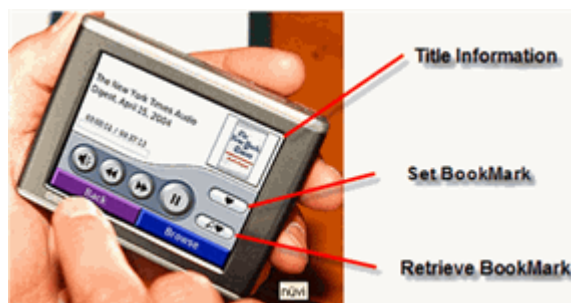 The New York Times Audio
Digest, April 25, 2004
Title Information
Set BookMark
Back
Browse
Retrieve BookMark
nüvi